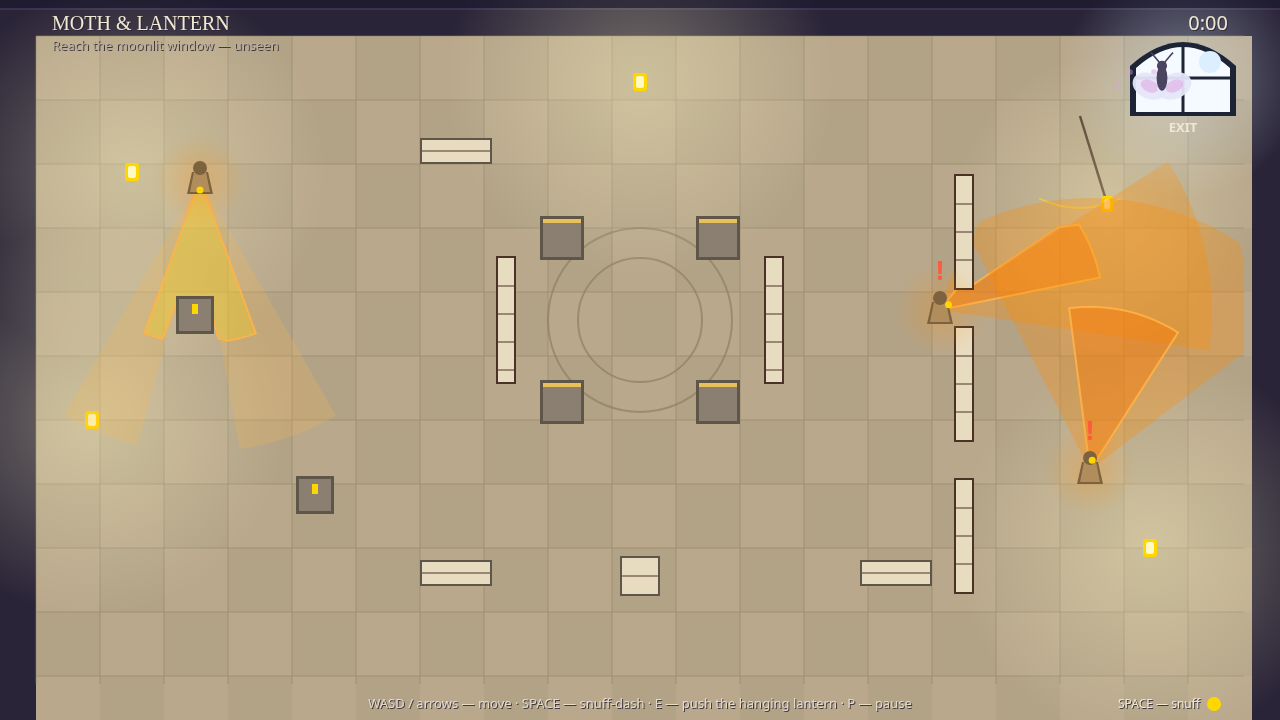 MOTH & LANTERN
0:00
Reach the moonlit window — unseen
EXIT
!
!
WASD / arrows — move · SPACE — snuff-dash · E — push the hanging lantern · P — pause
SPACE — snuff